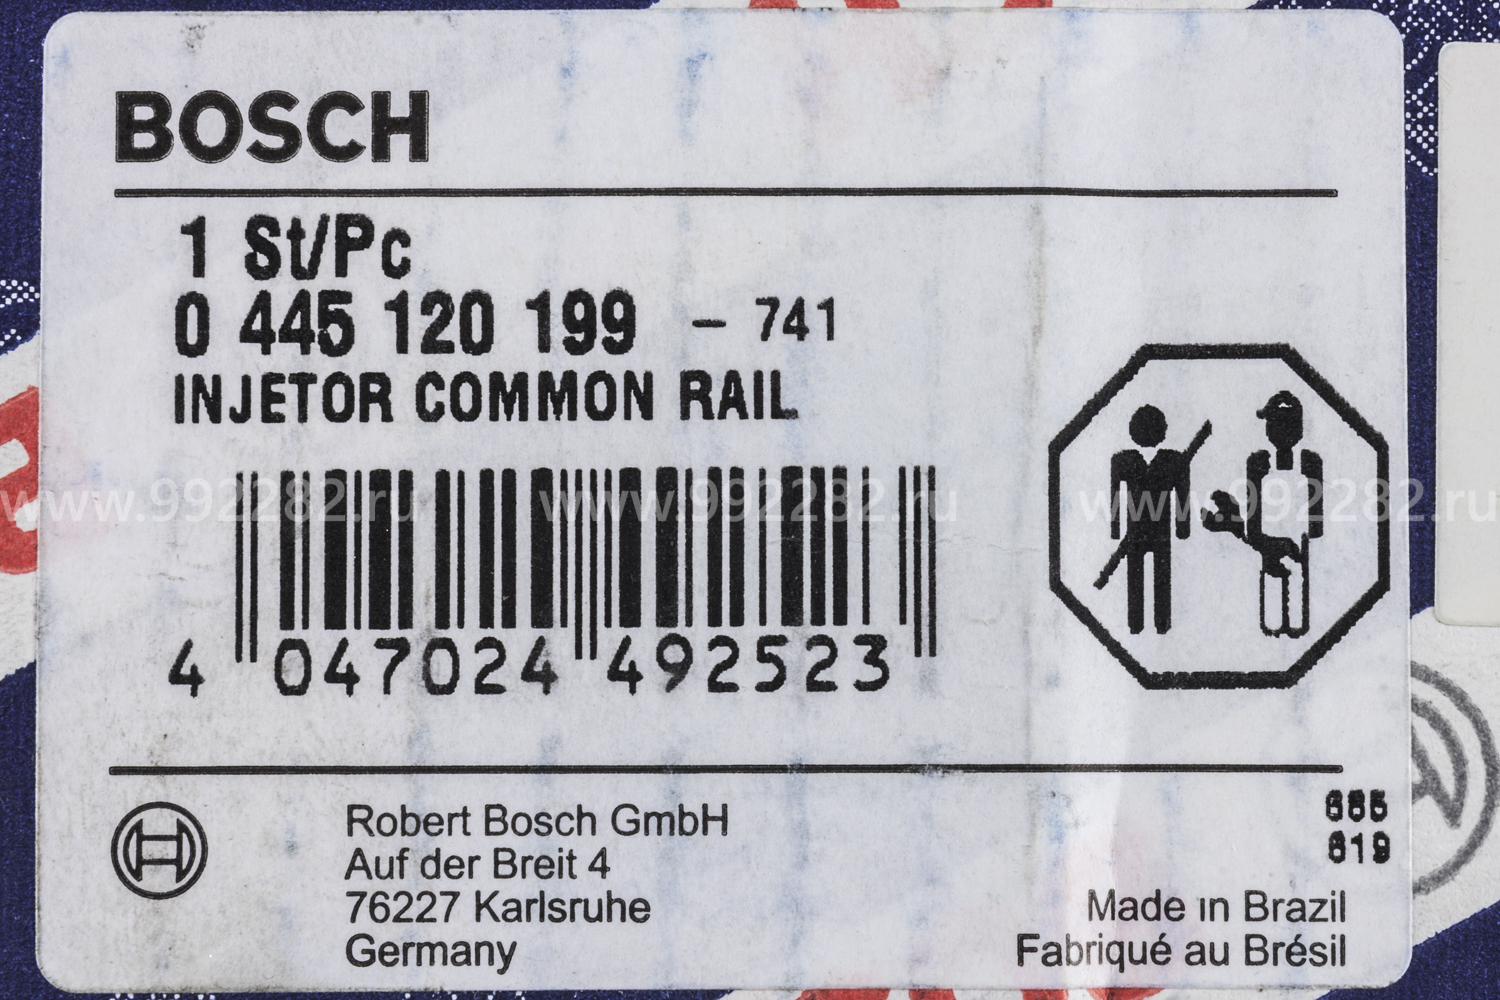 BOSCH
1 St/Pc
0 445 120 199 - 741
INJETOR COMMON RAIL
www.992282.ru www.992282.ru www.992282.ru
4 047024 492523
Robert Bosch GmbH
Auf der Breit 4
76227 Karlsruhe
Germany
619
Made in Brazil
Fabriqué au Brésil